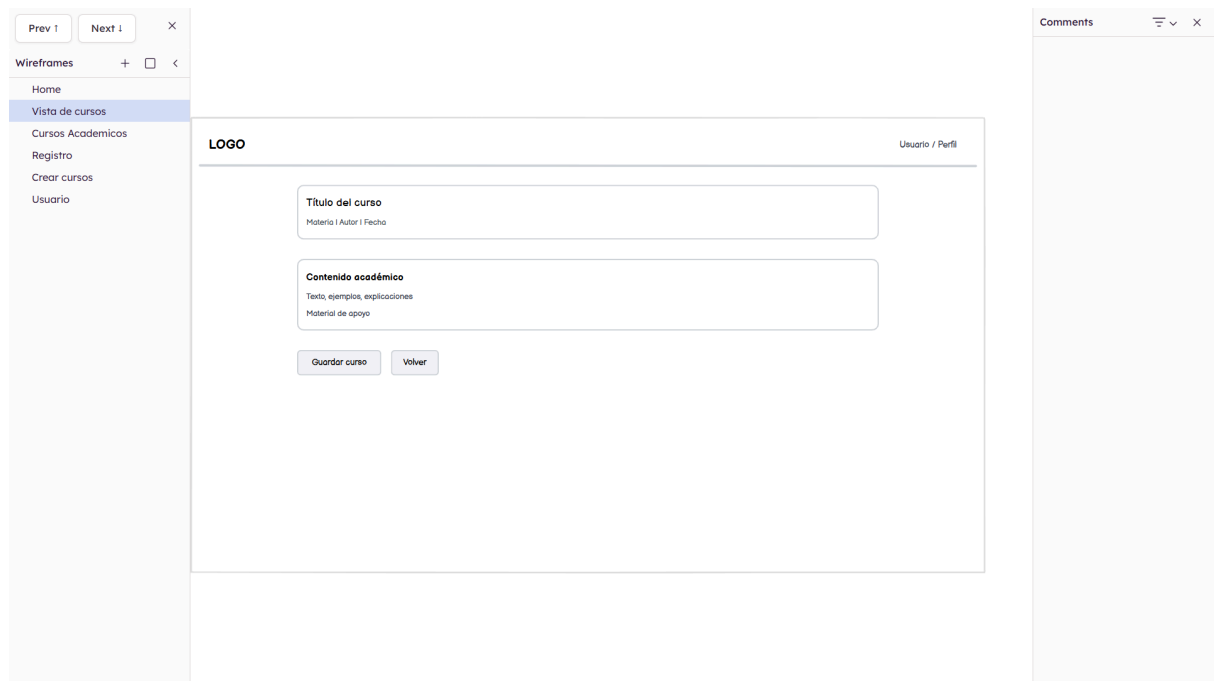 Prev ↑ Next ↓
Wireframes
Home
Vista de cursos
Cursos Academicos
Registro
Crear cursos
Usuario
LOGO
Usuario / Perfil
Título del curso
Materia | Autor | Fecha
Contenido académico
Texto, ejemplos, explicaciones
Material de apoyo
Guardar curso Volver
Comments